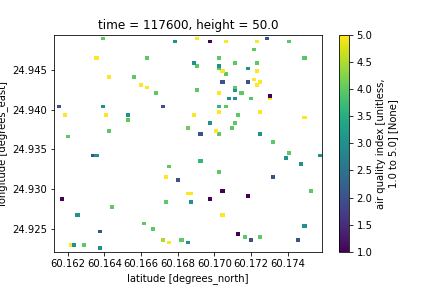 time = 117600, height = 50.0
longitude [degrees_east]
24.945
24.940
24.935
24.930
24.925
60.162 60.164 60.166 60.168 60.170 60.172 60.174
latitude [degrees_north]
5.0
4.5
4.0
3.5
3.0
2.5
2.0
1.5
1.0
air quality index [unitless,
1.0 to 5.0] [None]